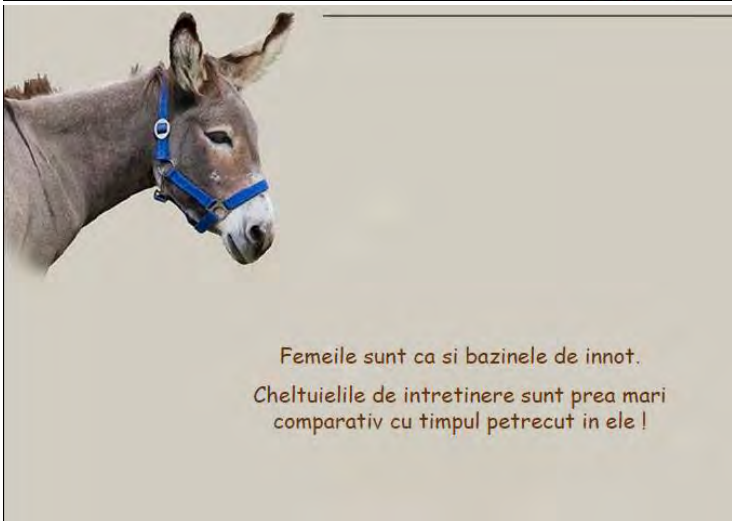 Femeile sunt ca si bazinele de innot.
Cheltuielile de intretinere sunt prea mari
comparativ cu timpul petrecut in ele !